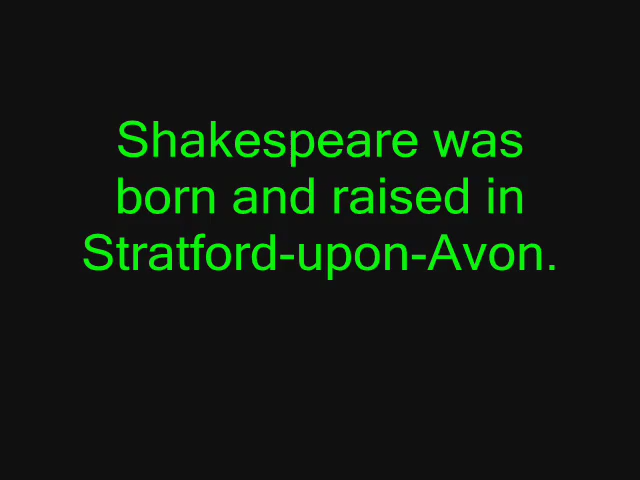 Shakespeare was
born and raised in
Stratford-upon-Avon.